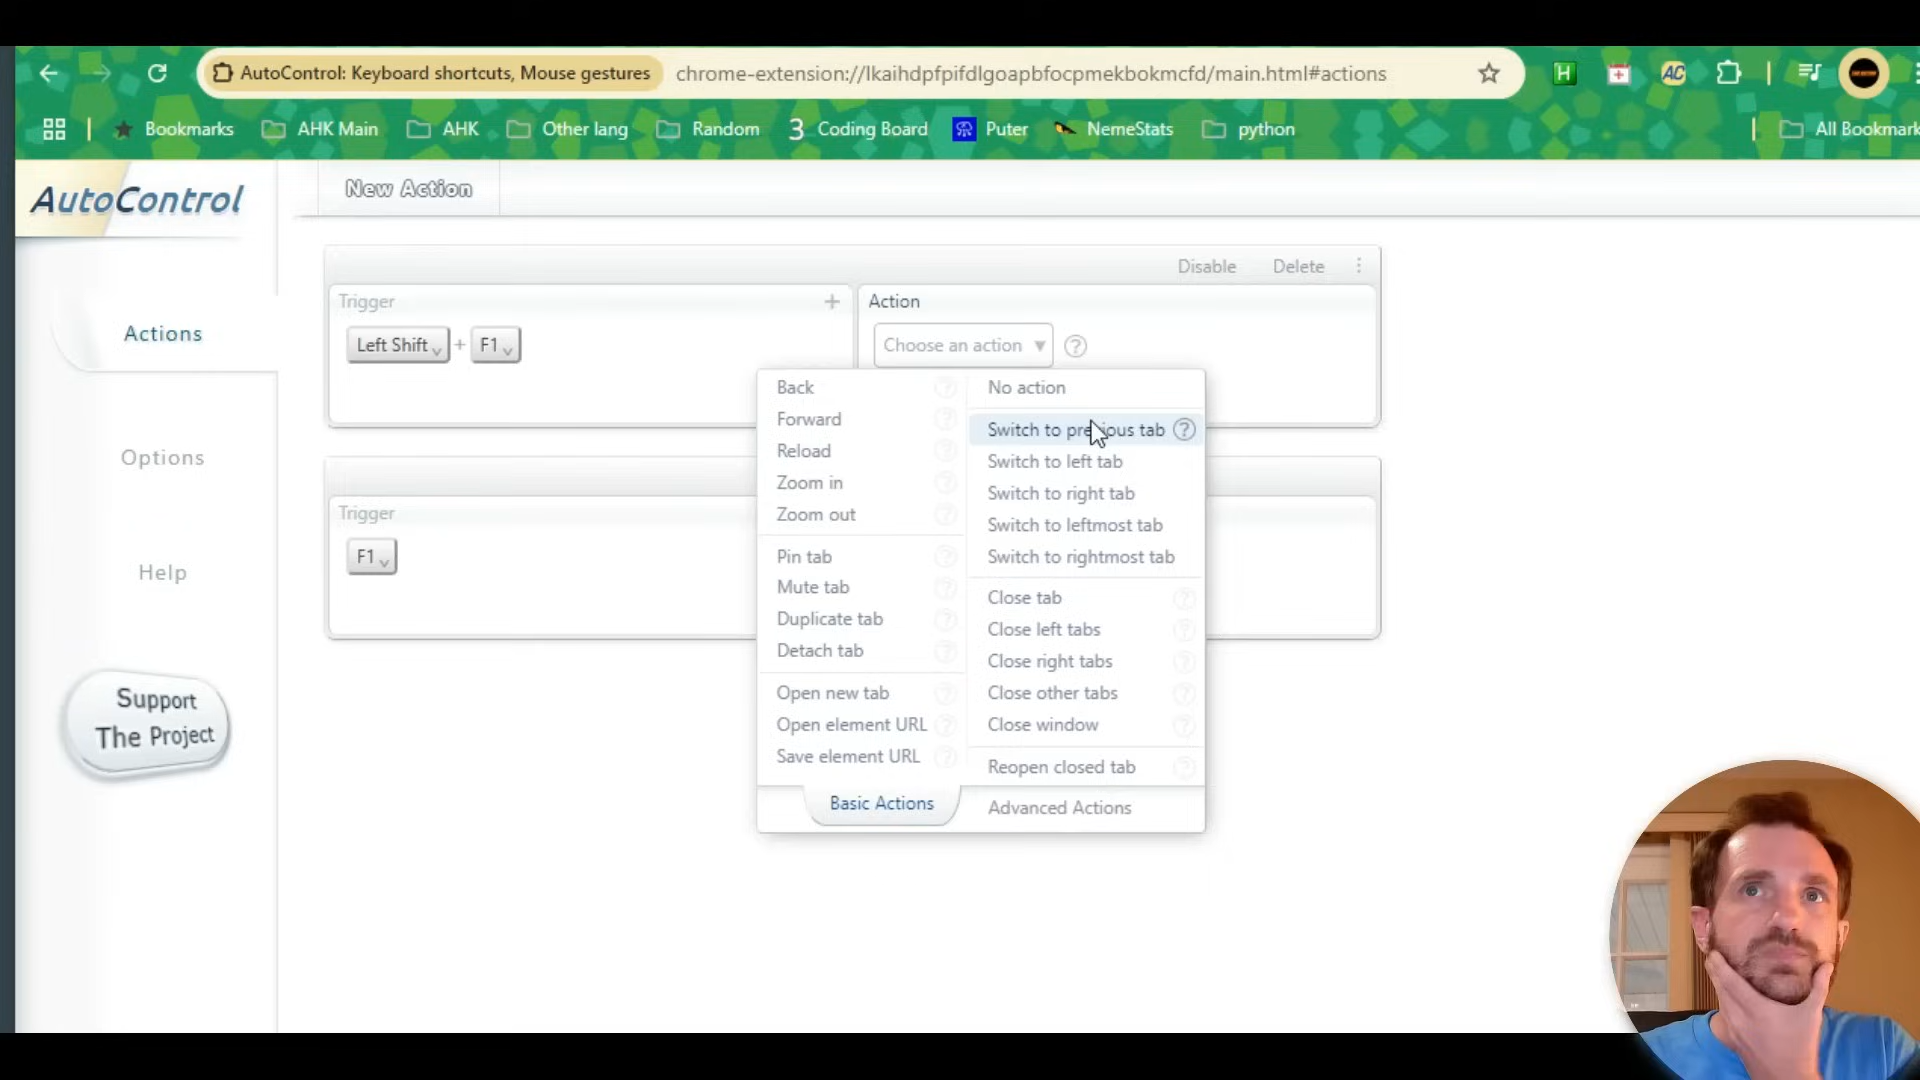 AutoControl: Keyboard shortcuts, Mouse gestures
chrome-extension://lkaihdpfpifdlgoapbfocpmekbokmcfd/main.html#actions
H
AC
Bookmarks
AHK Main
AHK
Other lang
Random
3 Coding Board
Puter
NemeStats
python
All Bookmark
AutoControl
New Action
Actions
Options
Help
Support
The Project
Disable
Delete
Trigger
+
Left Shift + F1
Action
Choose an action ?
Trigger
F1
Back ?
Forward ?
Reload ?
Zoom in ?
Zoom out ?
Pin tab ?
Mute tab ?
Duplicate tab ?
Detach tab ?
Open new tab ?
Open element URL ?
Save element URL ?
No action
Switch to previous tab ?
Switch to left tab
Switch to right tab
Switch to leftmost tab
Switch to rightmost tab
Close tab ?
Close left tabs ?
Close right tabs ?
Close other tabs ?
Close window ?
Reopen closed tab ?
Basic Actions
Advanced Actions